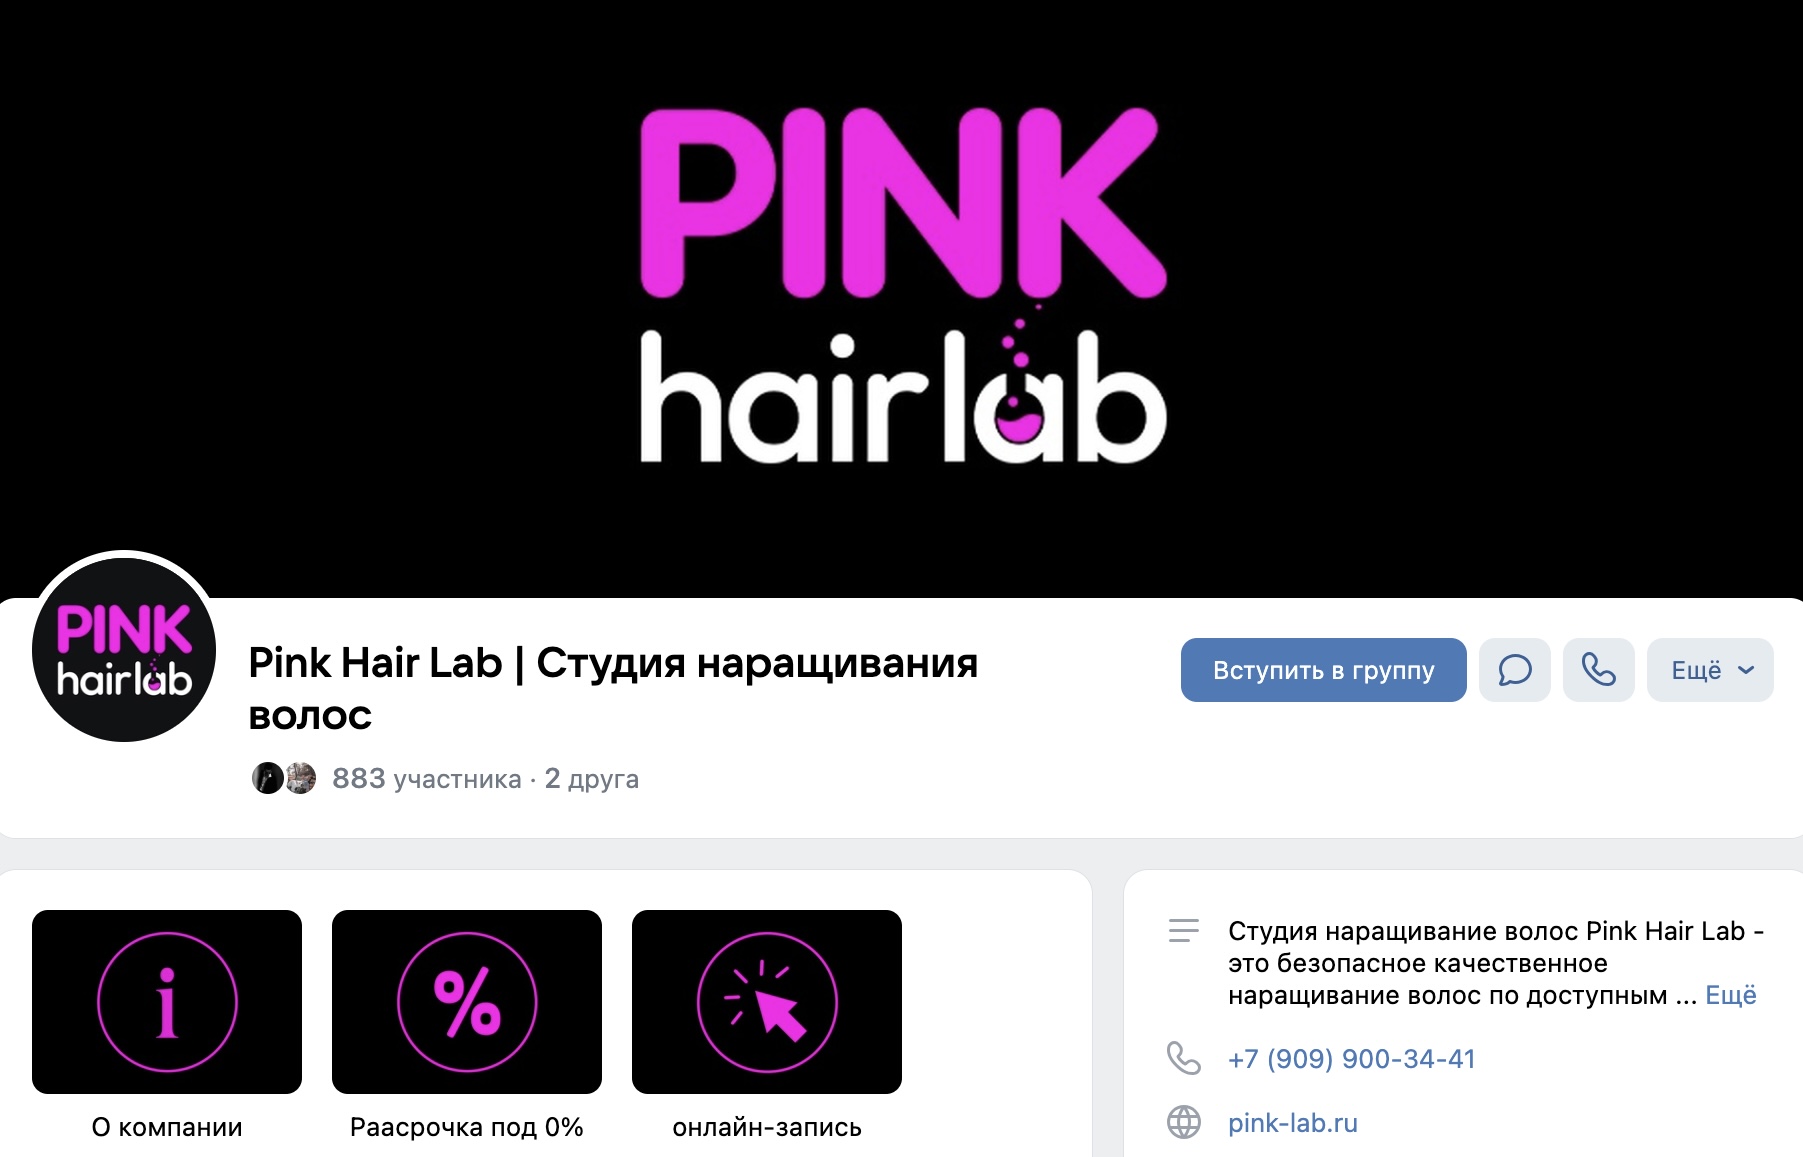 PINK
hairlab
PINK
hairlab
Pink Hair Lab | Студия наращивания
волос
883 участника · 2 друга
Вступить в группу
Ещё
О компании
Раасрочка под 0%
онлайн-запись
Студия наращивание волос Pink Hair Lab -
это безопасное качественное
наращивание волос по доступным ... Ещё
+7 (909) 900-34-41
pink-lab.ru